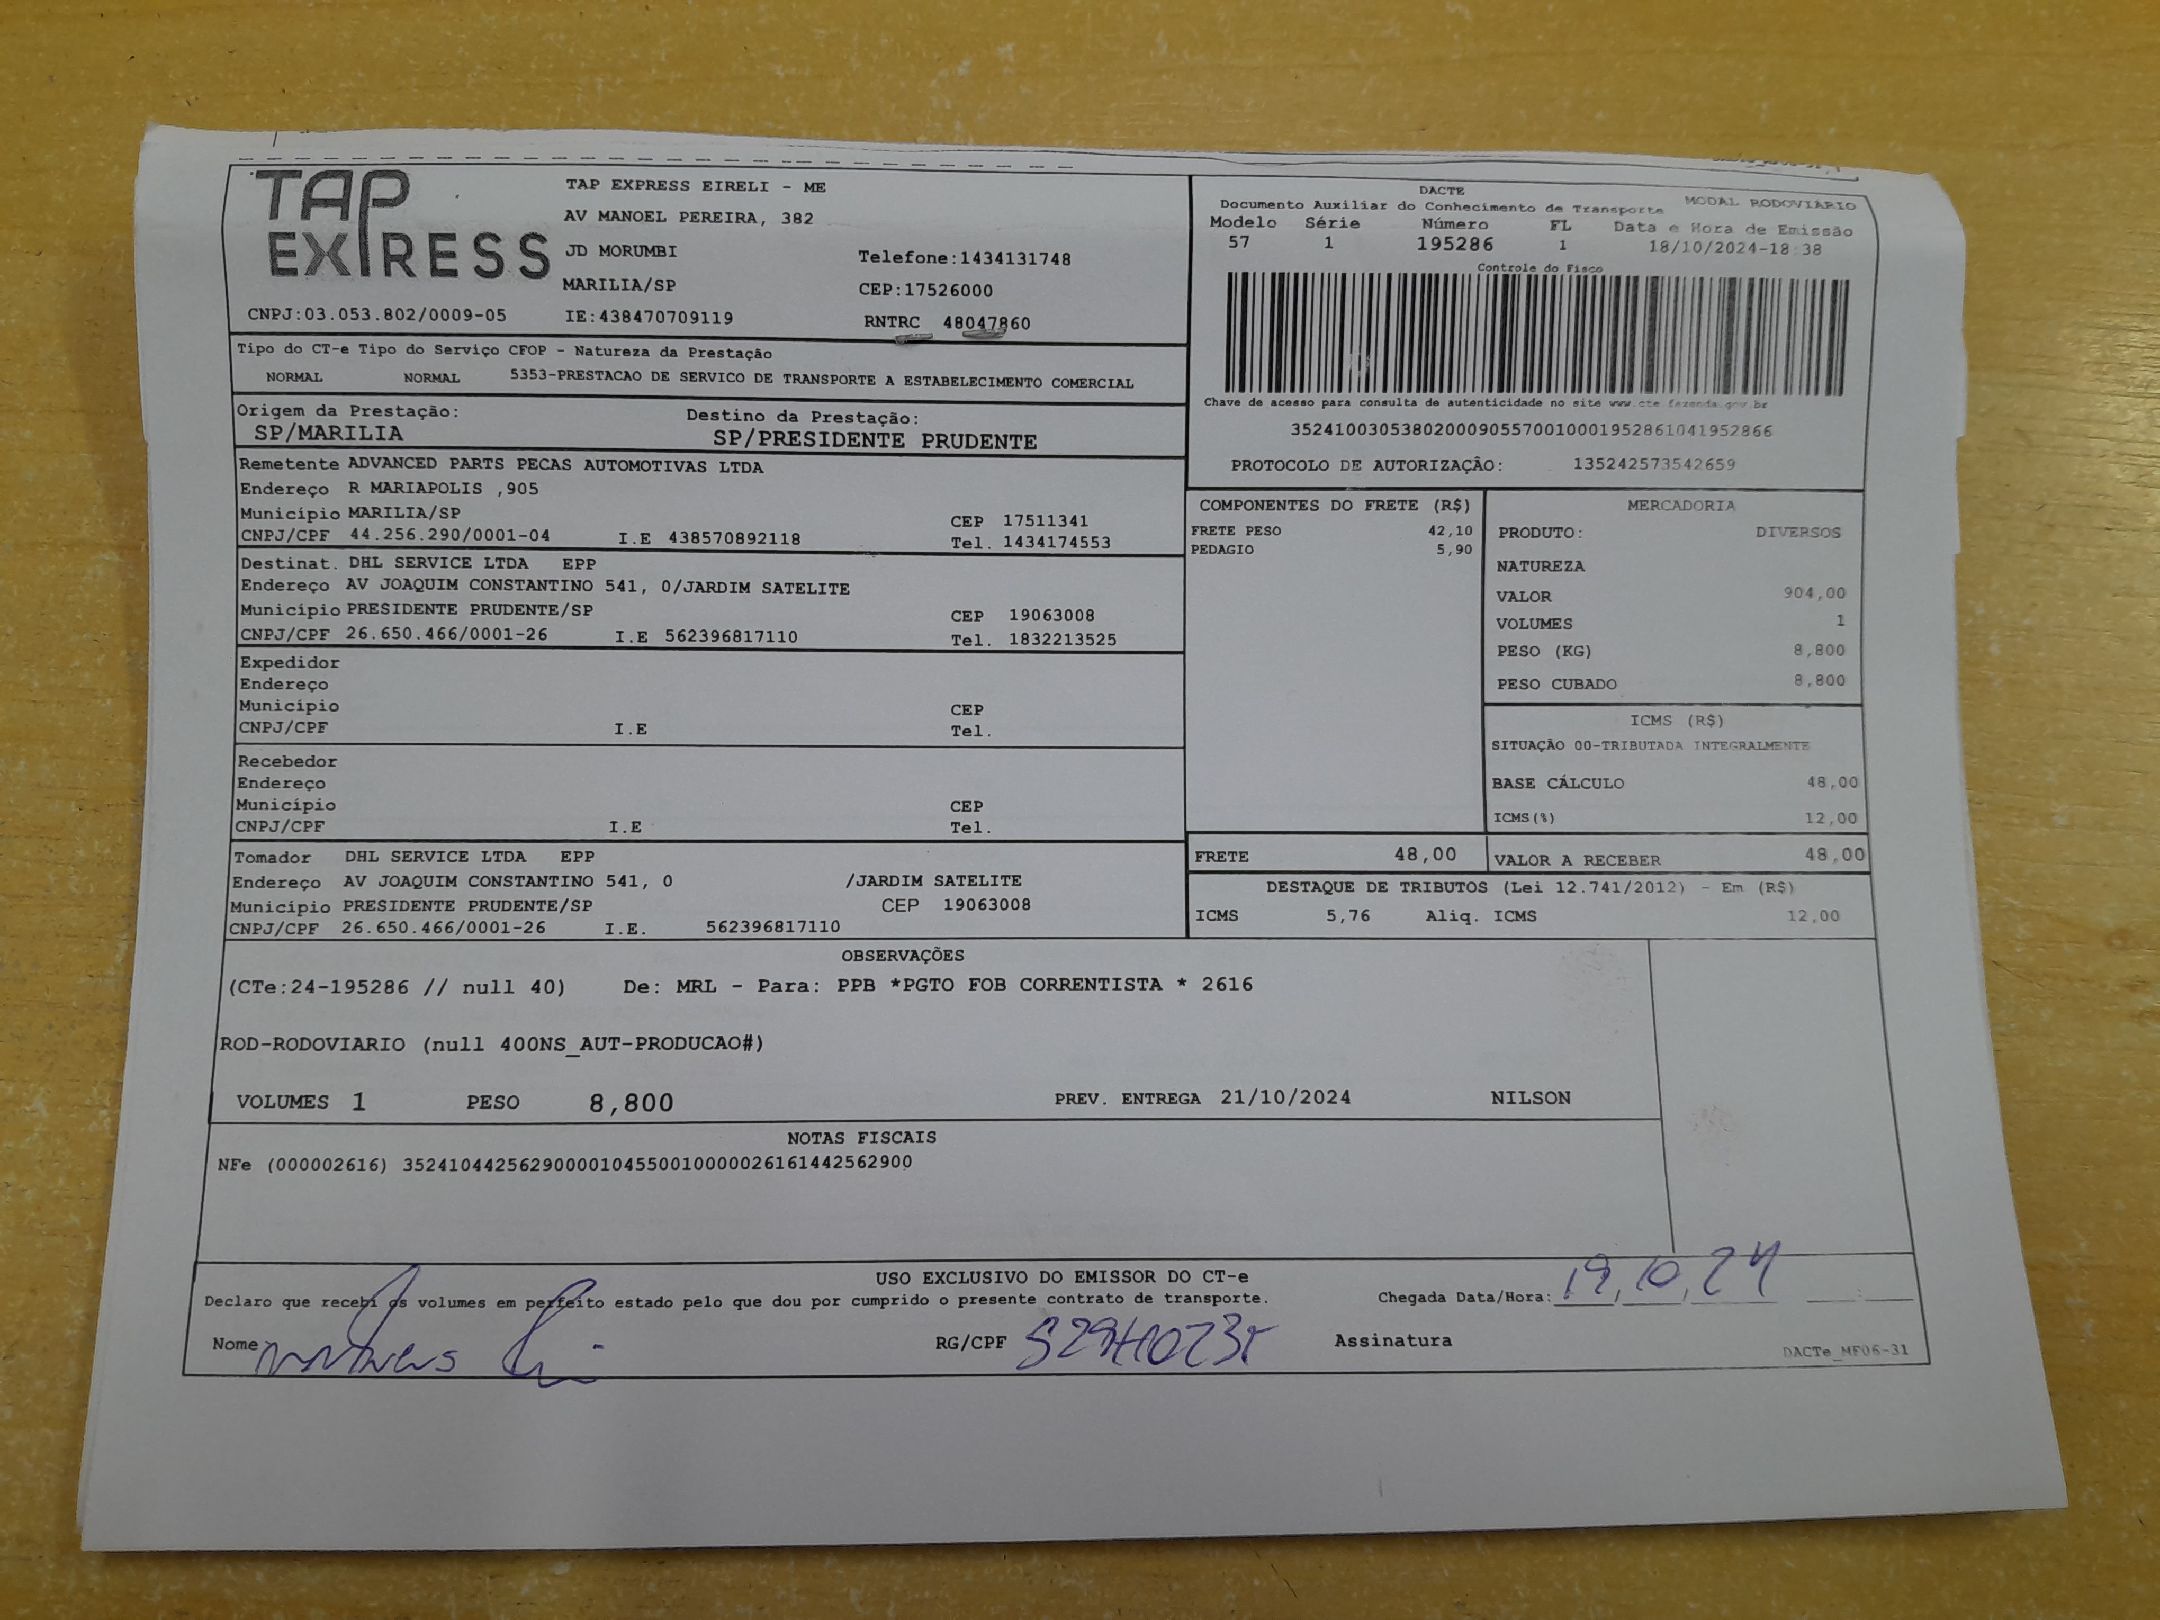 TAP EXPRESS
TAP EXPRESS EIRELI - ME
AV MANOEL PEREIRA, 382
JD MORUMBI
Telefone:1434131748
MARILIA/SP
CEP:17526000
CNPJ:03.053.802/0009-05 IE:438470709119 RNTRC 48047860
DACTE
Documento Auxiliar do Conhecimento de Transporte MODAL RODOVIARIO
Modelo Série Número FL Data e Hora de Emissão
57 1 195286 1 18/10/2024-18:38
Controle do Fisco
Chave de acesso para consulta de autenticidade no site www.cte.fazenda.gov.br
35241003053802000905570010001952861041952866
PROTOCOLO DE AUTORIZAÇÃO: 135242573542659
Tipo do CT-e Tipo do Serviço CFOP - Natureza da Prestação
NORMAL NORMAL 5353-PRESTACAO DE SERVICO DE TRANSPORTE A ESTABELECIMENTO COMERCIAL
Origem da Prestação: Destino da Prestação:
SP/MARILIA SP/PRESIDENTE PRUDENTE
Remetente ADVANCED PARTS PECAS AUTOMOTIVAS LTDA
Endereço R MARIAPOLIS ,905
Município MARILIA/SP CEP 17511341
CNPJ/CPF 44.256.290/0001-04 I.E 438570892118 Tel. 1434174553
Destinat. DHL SERVICE LTDA EPP
Endereço AV JOAQUIM CONSTANTINO 541, 0/JARDIM SATELITE
Município PRESIDENTE PRUDENTE/SP CEP 19063008
CNPJ/CPF 26.650.466/0001-26 I.E 562396817110 Tel. 1832213525
Expedidor
Endereço
Município CEP
CNPJ/CPF I.E Tel.
Recebedor
Endereço
Município CEP
CNPJ/CPF I.E Tel.
Tomador DHL SERVICE LTDA EPP
Endereço AV JOAQUIM CONSTANTINO 541, 0 /JARDIM SATELITE
Município PRESIDENTE PRUDENTE/SP CEP 19063008
CNPJ/CPF 26.650.466/0001-26 I.E. 562396817110
COMPONENTES DO FRETE (R$)
FRETE PESO 42,10
PEDAGIO 5,90
MERCADORIA
PRODUTO: DIVERSOS
NATUREZA
VALOR 904,00
VOLUMES 1
PESO (KG) 8,800
PESO CUBADO 8,800
ICMS (R$)
SITUAÇÃO 00-TRIBUTADA INTEGRALMENTE
BASE CÁLCULO 48,00
ICMS(%) 12,00
FRETE 48,00 VALOR A RECEBER 48,00
DESTAQUE DE TRIBUTOS (Lei 12.741/2012) - Em (R$)
ICMS 5,76 Aliq. ICMS 12,00
OBSERVAÇÕES
(CTe:24-195286 // null 40) De: MRL - Para: PPB *PGTO FOB CORRENTISTA * 2616
ROD-RODOVIARIO (null 400NS_AUT-PRODUCAO#)
VOLUMES 1 PESO 8,800 PREV. ENTREGA 21/10/2024 NILSON
NOTAS FISCAIS
NFe (000002616) 35241044256290000104550010000026161442562900
USO EXCLUSIVO DO EMISSOR DO CT-e
Declaro que recebi os volumes em perfeito estado pelo que dou por cumprido o presente contrato de transporte. Chegada Data/Hora: 19,10,24
Nome RG/CPF Assinatura
DACTe_MF06-31